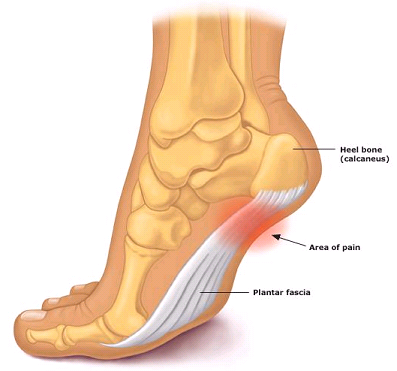 Heel bone
(calcaneus)
Area of pain
Plantar fascia